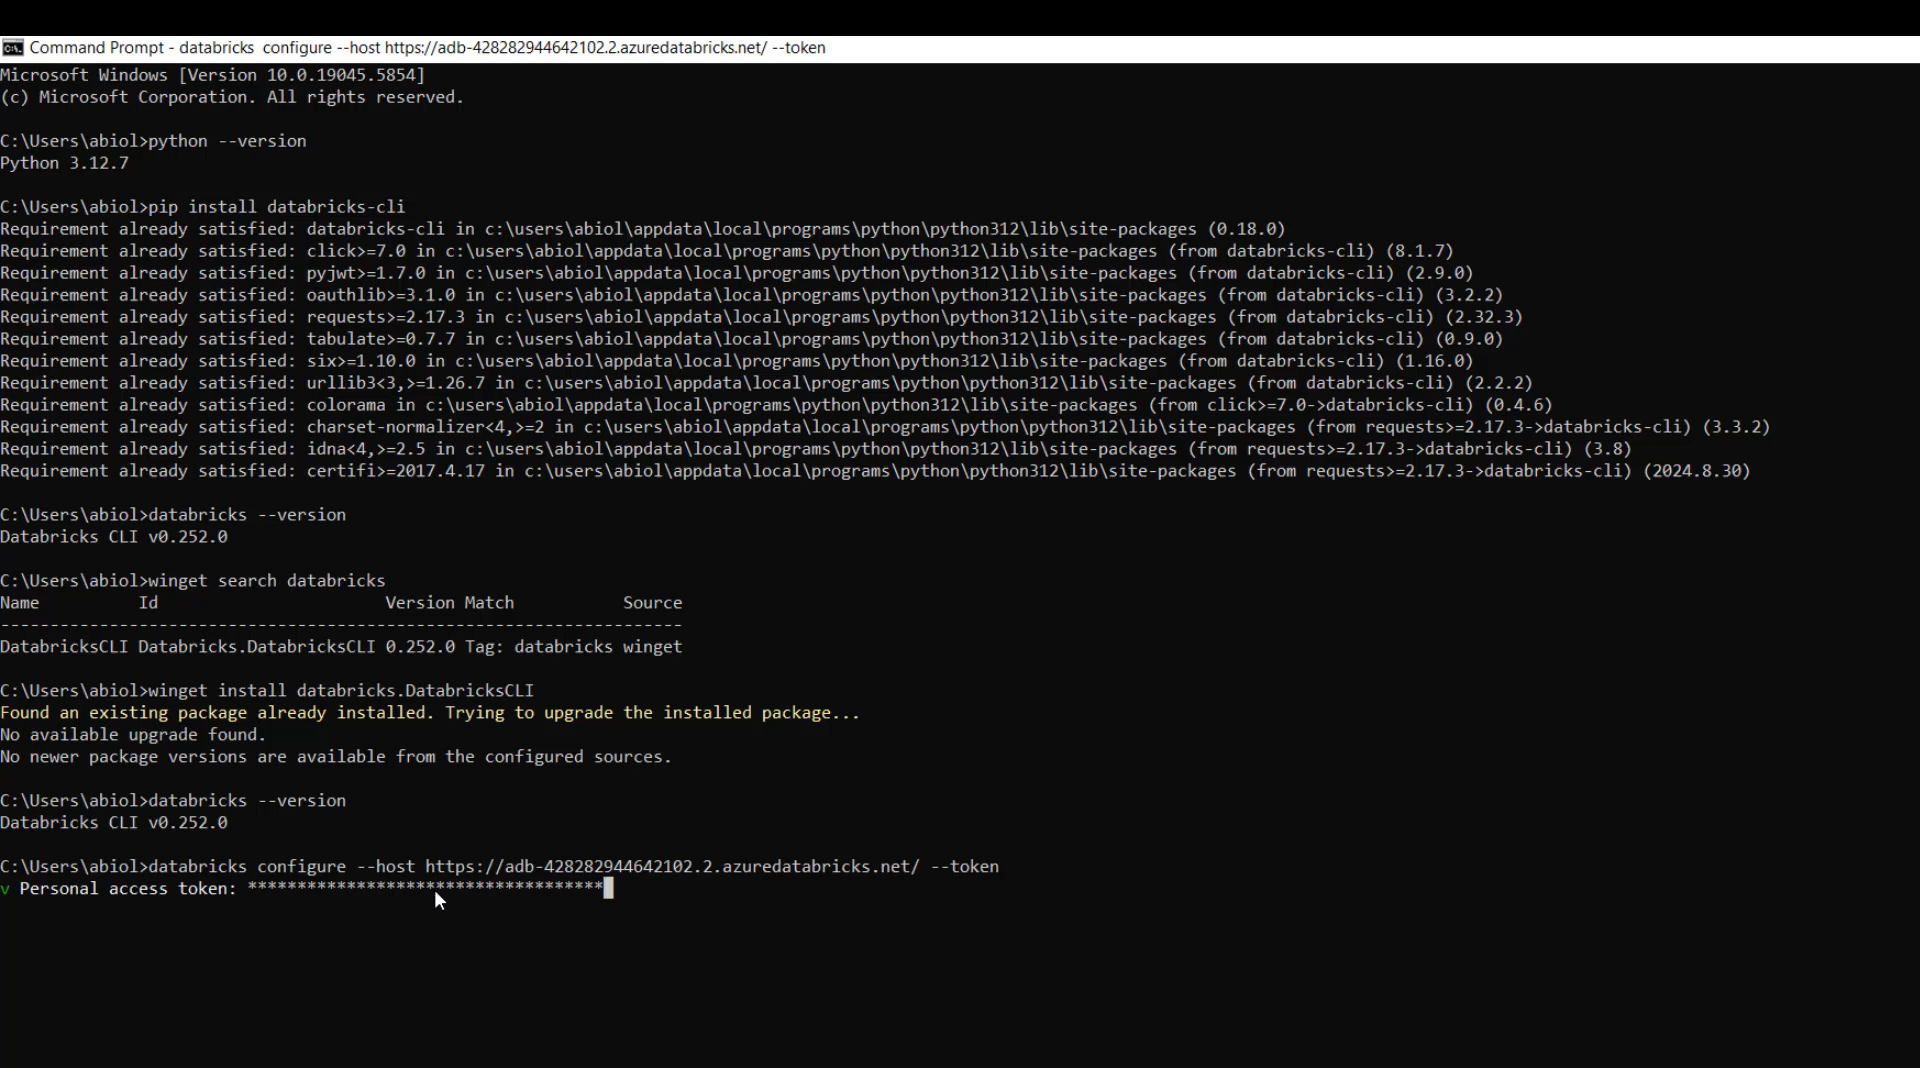 Command Prompt - databricks  configure --host https://adb-428282944642102.2.azuredatabricks.net/ --token
Microsoft Windows [Version 10.0.19045.5854]
(c) Microsoft Corporation. All rights reserved.
C:\Users\abiol>python --version
Python 3.12.7
C:\Users\abiol>pip install databricks-cli
Requirement already satisfied: databricks-cli in c:\users\abiol\appdata\local\programs\python\python312\lib\site-packages (0.18.0)
Requirement already satisfied: click>=7.0 in c:\users\abiol\appdata\local\programs\python\python312\lib\site-packages (from databricks-cli) (8.1.7)
Requirement already satisfied: pyjwt>=1.7.0 in c:\users\abiol\appdata\local\programs\python\python312\lib\site-packages (from databricks-cli) (2.9.0)
Requirement already satisfied: oauthlib>=3.1.0 in c:\users\abiol\appdata\local\programs\python\python312\lib\site-packages (from databricks-cli) (3.2.2)
Requirement already satisfied: requests>=2.17.3 in c:\users\abiol\appdata\local\programs\python\python312\lib\site-packages (from databricks-cli) (2.32.3)
Requirement already satisfied: tabulate>=0.7.7 in c:\users\abiol\appdata\local\programs\python\python312\lib\site-packages (from databricks-cli) (0.9.0)
Requirement already satisfied: six>=1.10.0 in c:\users\abiol\appdata\local\programs\python\python312\lib\site-packages (from databricks-cli) (1.16.0)
Requirement already satisfied: urllib3<3,>=1.26.7 in c:\users\abiol\appdata\local\programs\python\python312\lib\site-packages (from databricks-cli) (2.2.2)
Requirement already satisfied: colorama in c:\users\abiol\appdata\local\programs\python\python312\lib\site-packages (from click>=7.0->databricks-cli) (0.4.6)
Requirement already satisfied: charset-normalizer<4,>=2 in c:\users\abiol\appdata\local\programs\python\python312\lib\site-packages (from requests>=2.17.3->databricks-cli) (3.3.2)
Requirement already satisfied: idna<4,>=2.5 in c:\users\abiol\appdata\local\programs\python\python312\lib\site-packages (from requests>=2.17.3->databricks-cli) (3.8)
Requirement already satisfied: certifi>=2017.4.17 in c:\users\abiol\appdata\local\programs\python\python312\lib\site-packages (from requests>=2.17.3->databricks-cli) (2024.8.30)
C:\Users\abiol>databricks --version
Databricks CLI v0.252.0
C:\Users\abiol>winget search databricks
Name          Id                       Version Match           Source
---------------------------------------------------------------------
DatabricksCLI Databricks.DatabricksCLI 0.252.0 Tag: databricks winget
C:\Users\abiol>winget install databricks.DatabricksCLI
Found an existing package already installed. Trying to upgrade the installed package...
No available upgrade found.
No newer package versions are available from the configured sources.
C:\Users\abiol>databricks --version
Databricks CLI v0.252.0
C:\Users\abiol>databricks configure --host https://adb-428282944642102.2.azuredatabricks.net/ --token
v Personal access token: ************************************